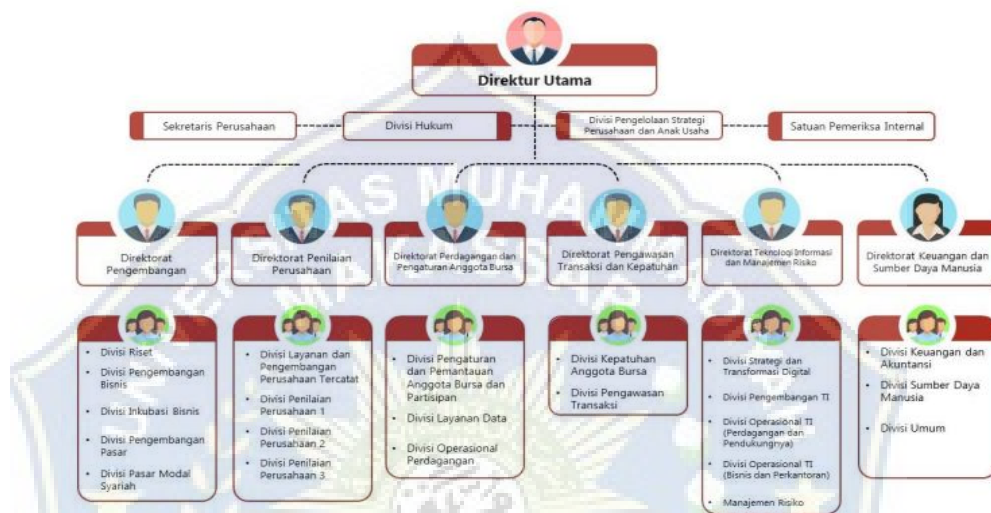 Direktur Utama
Sekretaris Perusahaan
Divisi Hukum
Divisi Pengelolaan Strategi
Perusahaan dan Anak Usaha
Satuan Pemeriksa Internal
Direktorat
Pengembangan
Direktorat Penilaian
Perusahaan
Direktorat Perdagangan dan
Pengaturan Anggota Bursa
Direktorat Pengawasan
Transaksi dan Kepatuhan
Direktorat Teknologi Informasi
dan Manajemen Risiko
Direktorat Keuangan dan
Sumber Daya Manusia
• Divisi Riset
• Divisi Pengembangan
Bisnis
• Divisi Inkubasi Bisnis
• Divisi Pengembangan
Pasar
• Divisi Pasar Modal
Syariah
• Divisi Layanan dan
Pengembangan
Perusahaan Tercatat
• Divisi Penilaian
Perusahaan 1
• Divisi Penilaian
Perusahaan 2
• Divisi Penilaian
Perusahaan 3
• Divisi Pengaturan
dan Pemantauan
Anggota Bursa dan
Partisipan
• Divisi Layanan Data
• Divisi Operasional
Perdagangan
• Divisi Kepatuhan
Anggota Bursa
• Divisi Pengawasan
Transaksi
• Divisi Strategi dan
Transformasi Digital
• Divisi Pengembangan TI
• Divisi Operasional TI
(Perdagangan dan
Pendukungnya)
• Divisi Operasional TI
(Bisnis dan Perkantoran)
• Manajemen Risiko
• Divisi Keuangan dan
Akuntansi
• Divisi Sumber Daya
Manusia
• Divisi Umum